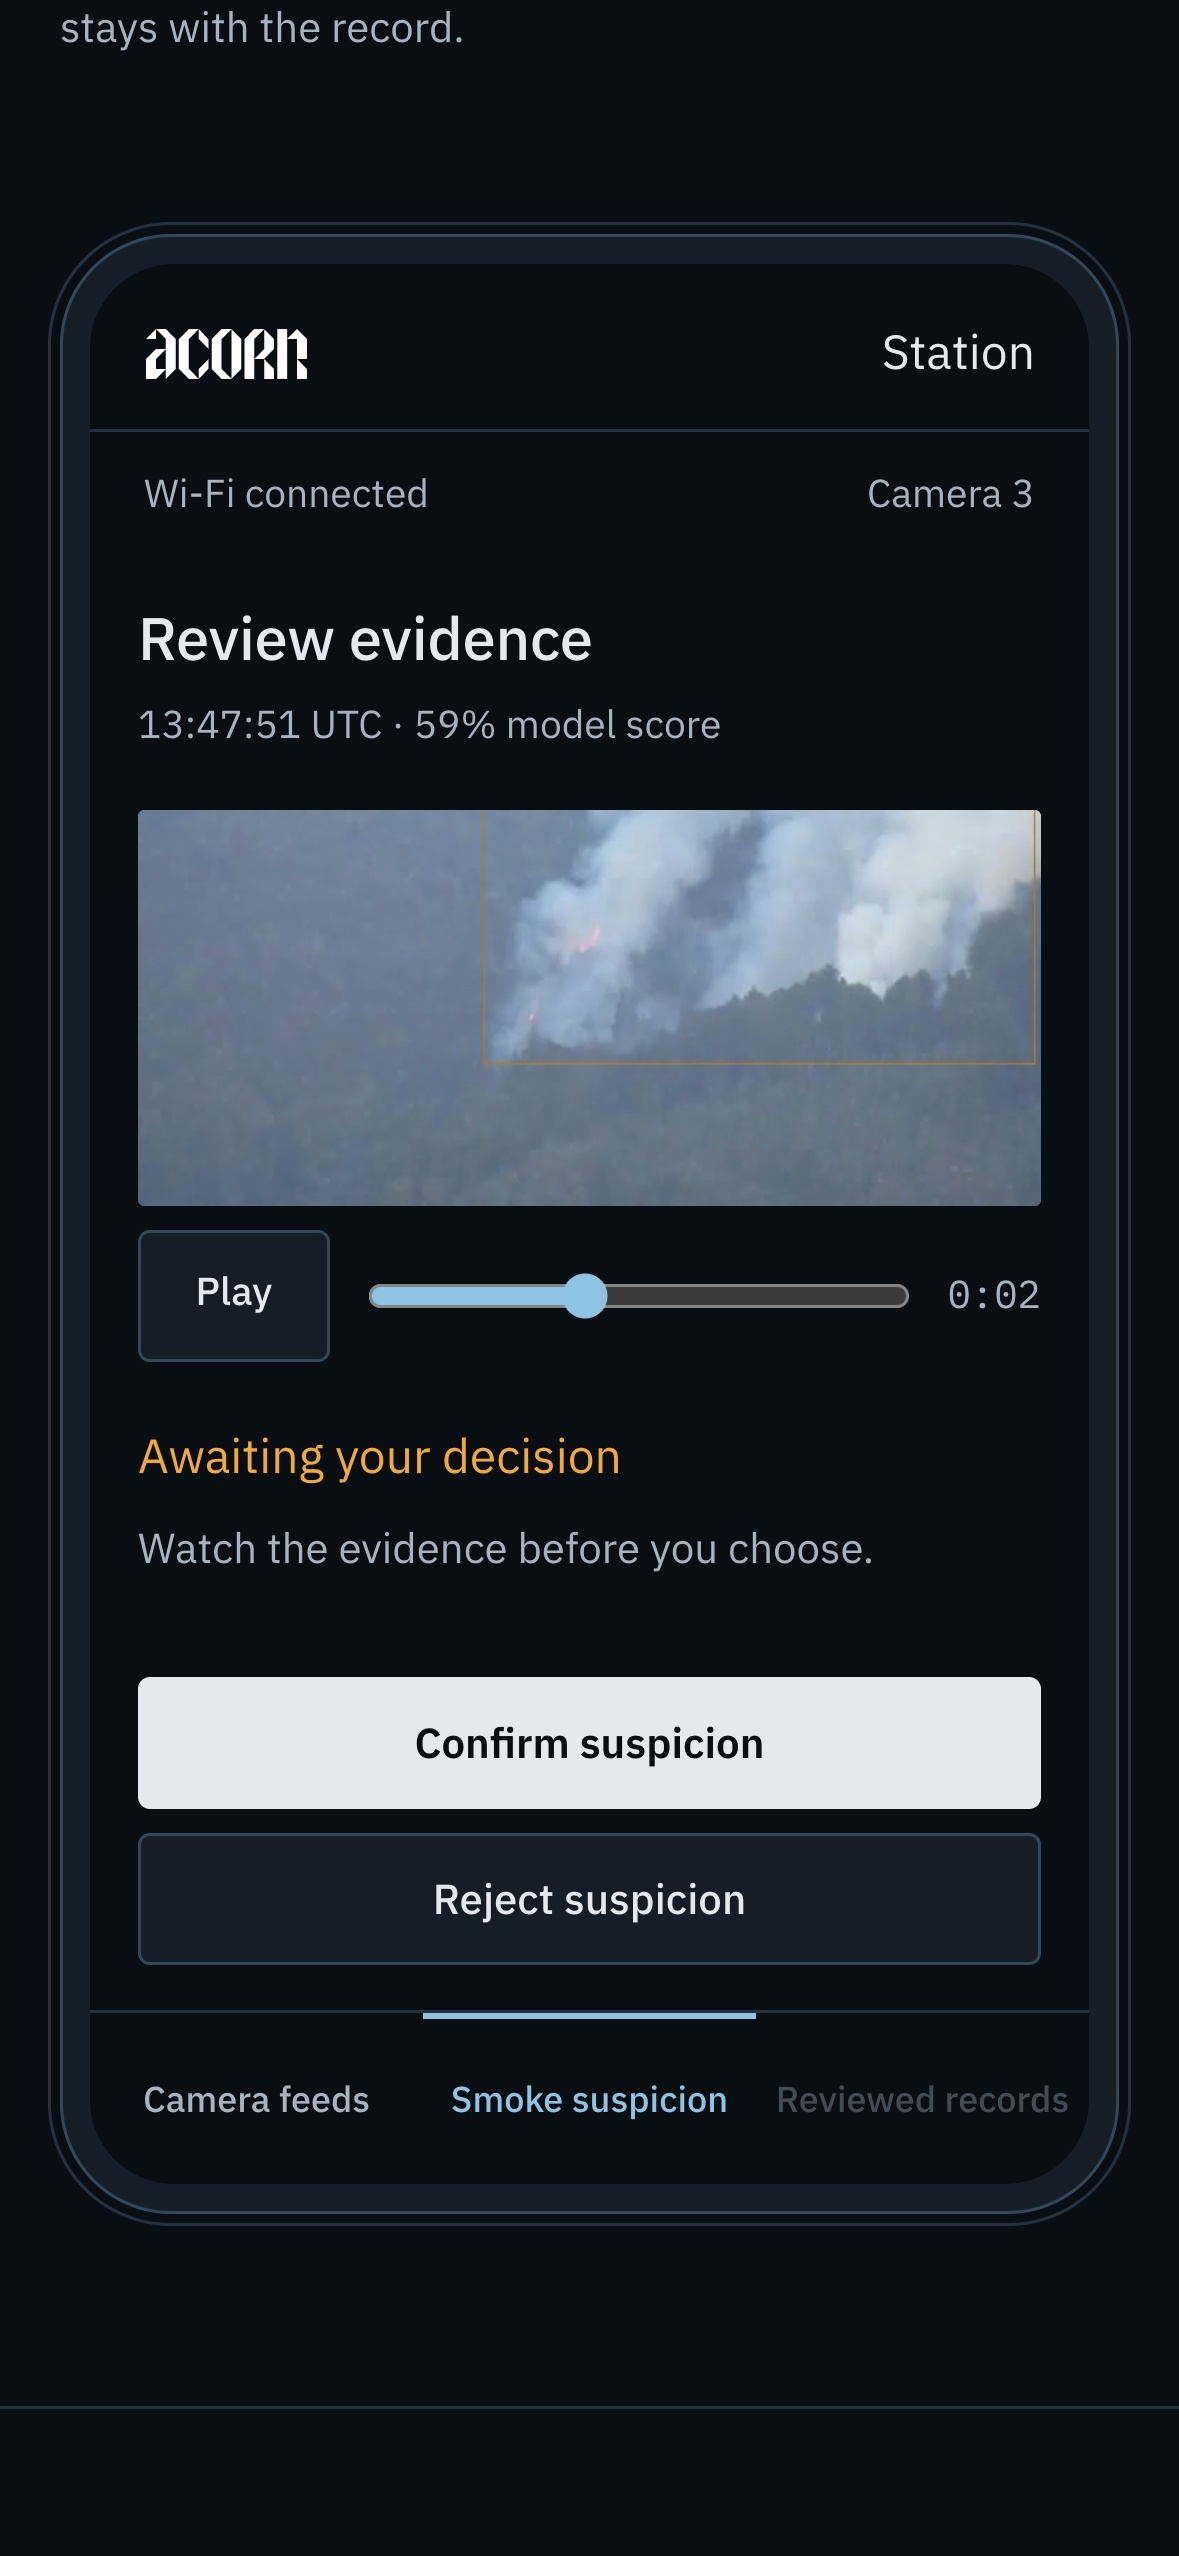 stays with the record.
acorn
Station
Wi-Fi connected
Camera 3
Review evidence
13:47:51 UTC · 59% model score
Play
0:02
Awaiting your decision
Watch the evidence before you choose.
Confirm suspicion
Reject suspicion
Camera feeds
Smoke suspicion
Reviewed records